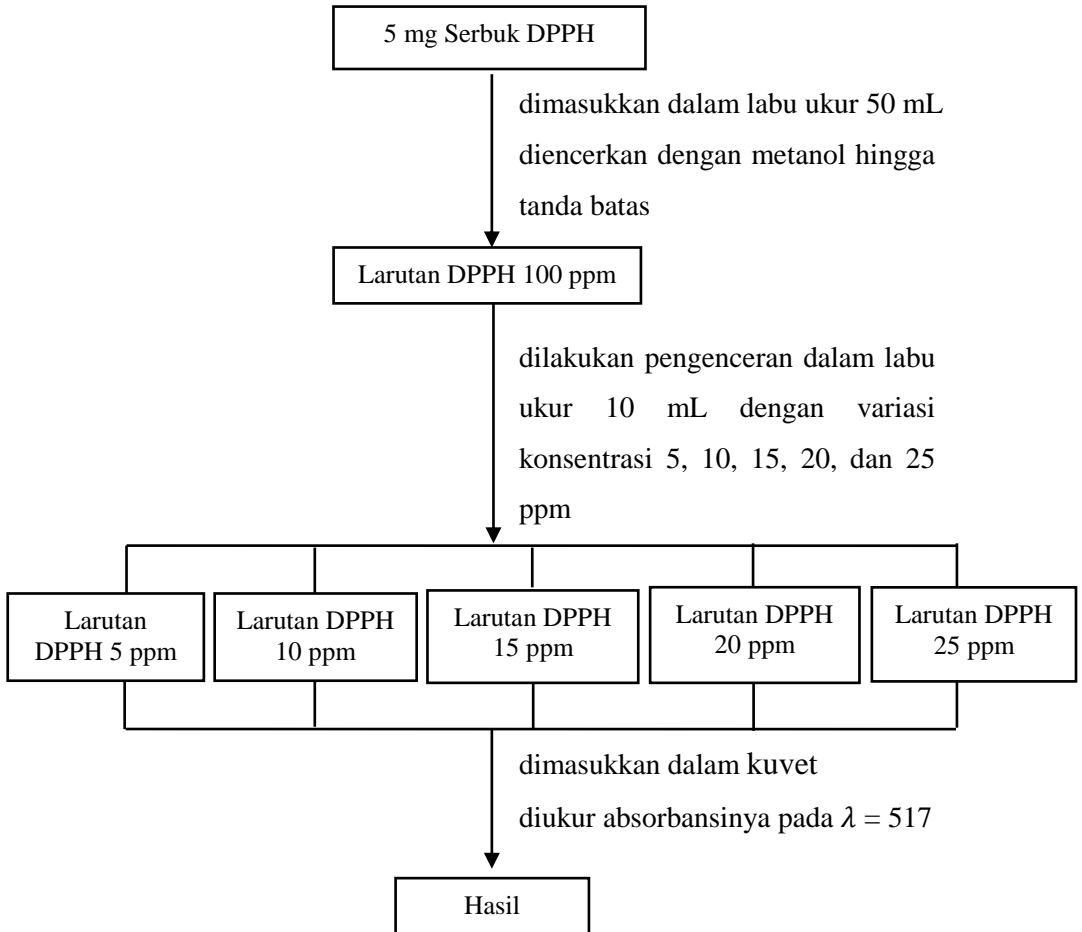 5 mg Serbuk DPPH
dimasukkan dalam labu ukur 50 mL
diencerkan dengan metanol hingga
tanda batas
Larutan DPPH 100 ppm
dilakukan pengenceran dalam labu
ukur 10 mL dengan variasi
konsentrasi 5, 10, 15, 20, dan 25
ppm
Larutan
DPPH 5 ppm
Larutan DPPH
10 ppm
Larutan DPPH
15 ppm
Larutan DPPH
20 ppm
Larutan DPPH
25 ppm
dimasukkan dalam kuvet
diukur absorbansinya pada 𝜆 = 517
Hasil